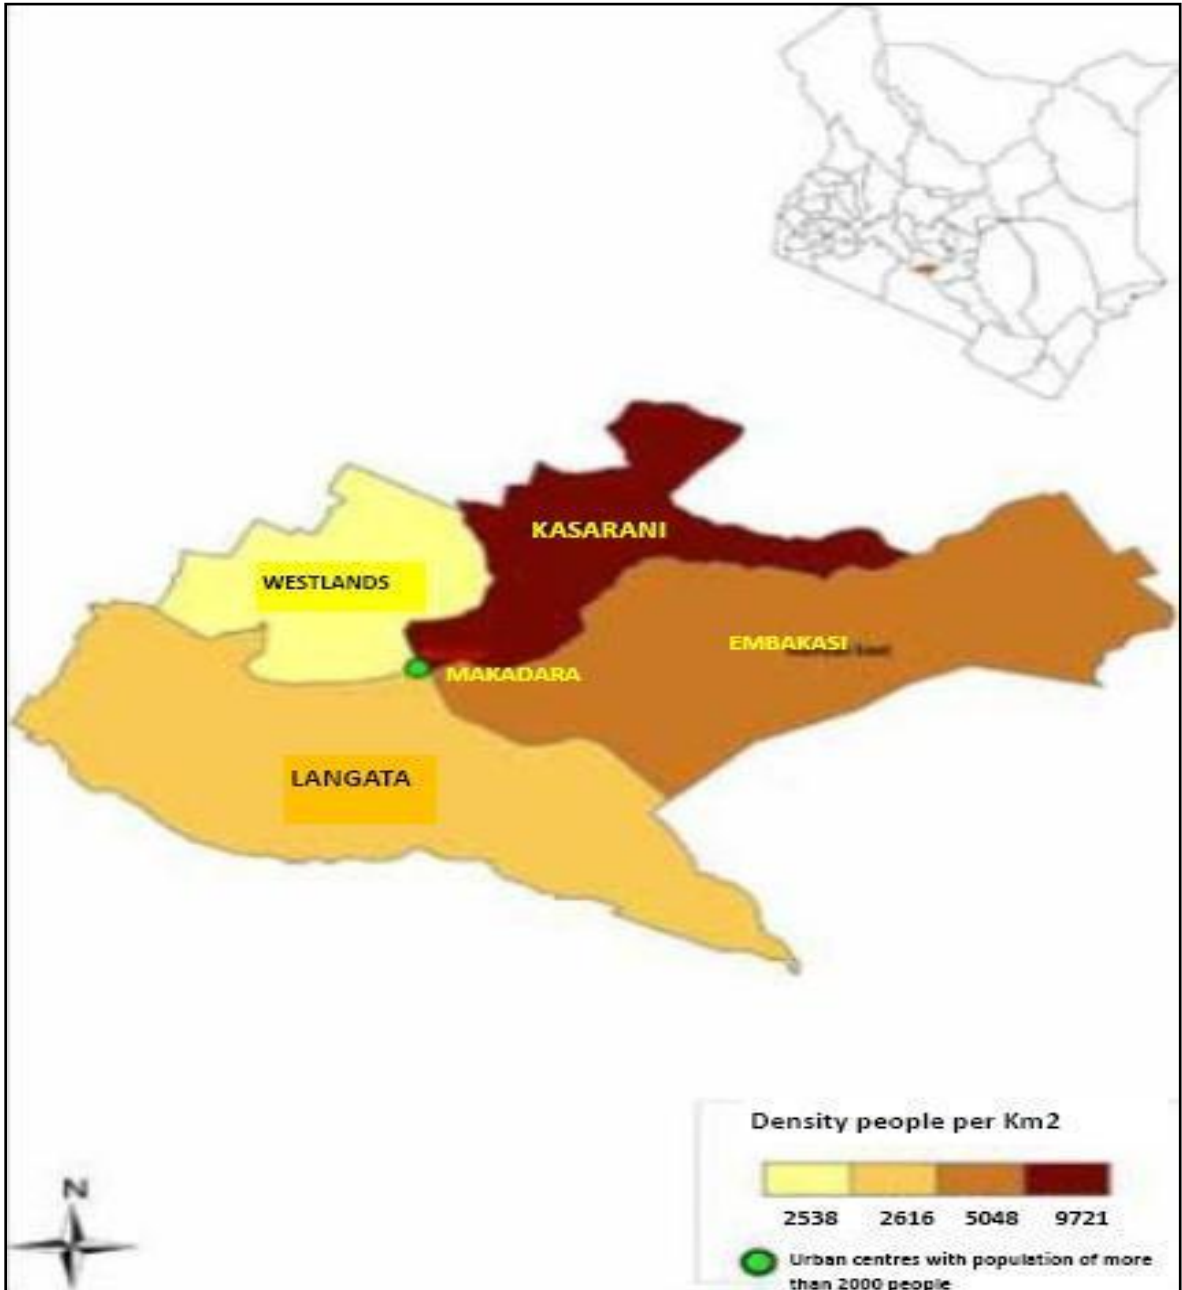 KASARANI
WESTLANDS
EMBAKASI
MAKADARA
LANGATA
Density people per Km2
2538 2616 5048 9721
N
Urban centres with population of more
than 2000 people